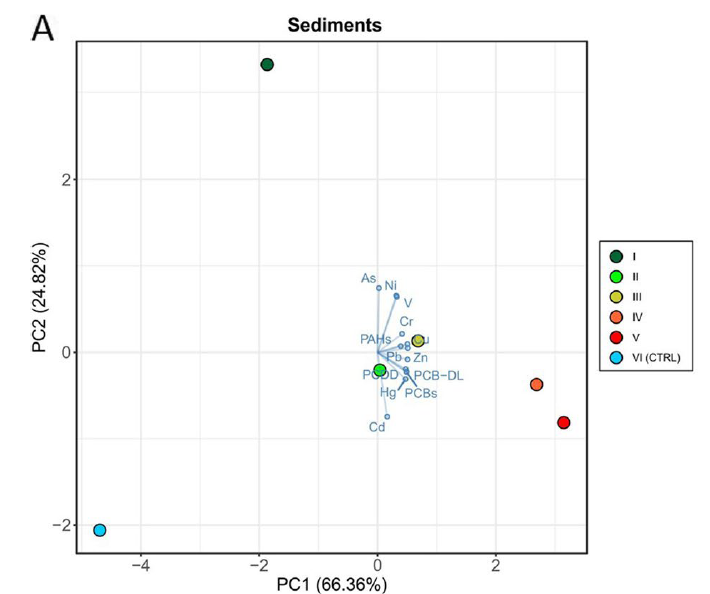 A
Sediments
PC2 (24.82%)
2
0
−2
As
Ni
V
Cr
PAHs
Pb
Zn
PCB−DL
Hg
PCBs
Cd
−4
−2
0
2
PC1 (66.36%)
I
II
III
IV
V
VI (CTRL)